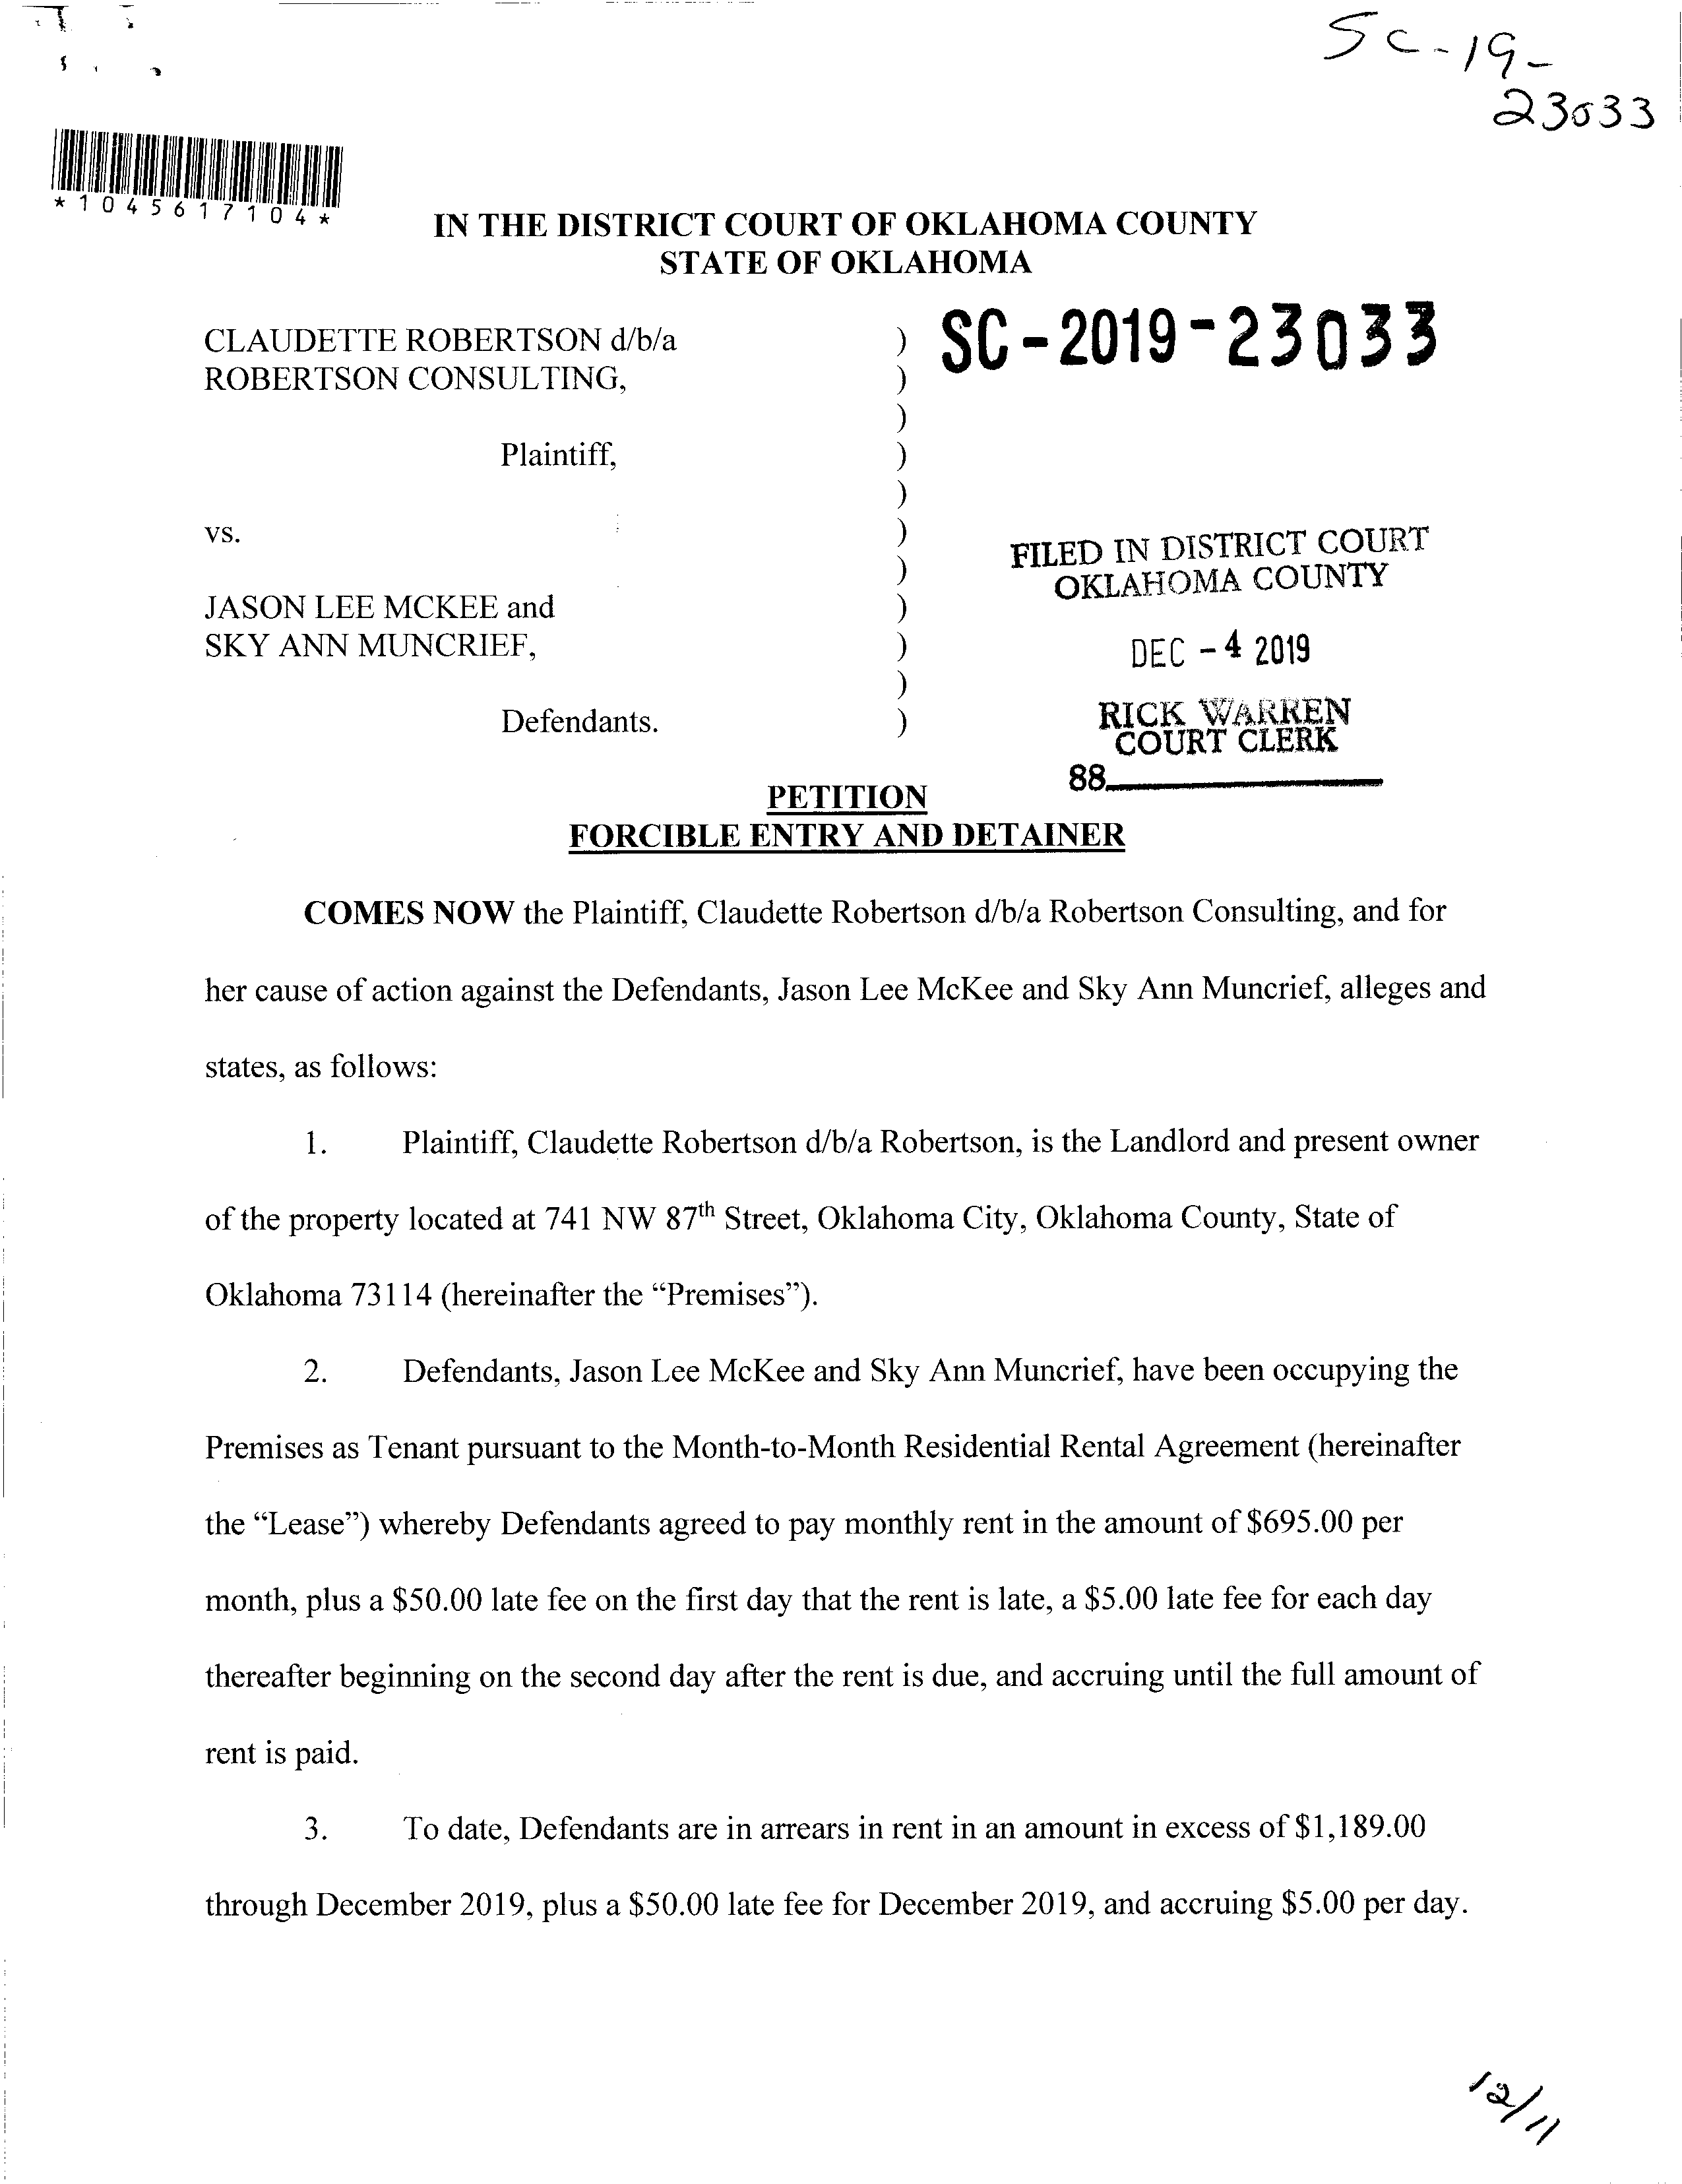 SC-19-
23033
*1045617104*
IN THE DISTRICT COURT OF OKLAHOMA COUNTY
STATE OF OKLAHOMA
CLAUDETTE ROBERTSON d/b/a ) SC-2019-23033
ROBERTSON CONSULTING, )
)
Plaintiff, )
)
vs. )
FILED IN DISTRICT COURT
) OKLAHOMA COUNTY
JASON LEE MCKEE and )
SKY ANN MUNCRIEF, ) DEC -4 2019
)
Defendants. ) RICK WARREN
COURT CLERK
88
PETITION
FORCIBLE ENTRY AND DETAINER
COMES NOW the Plaintiff, Claudette Robertson d/b/a Robertson Consulting, and for
her cause of action against the Defendants, Jason Lee McKee and Sky Ann Muncrief, alleges and
states, as follows:
1. Plaintiff, Claudette Robertson d/b/a Robertson, is the Landlord and present owner
of the property located at 741 NW 87th Street, Oklahoma City, Oklahoma County, State of
Oklahoma 73114 (hereinafter the “Premises”).
2. Defendants, Jason Lee McKee and Sky Ann Muncrief, have been occupying the
Premises as Tenant pursuant to the Month-to-Month Residential Rental Agreement (hereinafter
the “Lease”) whereby Defendants agreed to pay monthly rent in the amount of $695.00 per
month, plus a $50.00 late fee on the first day that the rent is late, a $5.00 late fee for each day
thereafter beginning on the second day after the rent is due, and accruing until the full amount of
rent is paid.
3. To date, Defendants are in arrears in rent in an amount in excess of $1,189.00
through December 2019, plus a $50.00 late fee for December 2019, and accruing $5.00 per day.
12/11